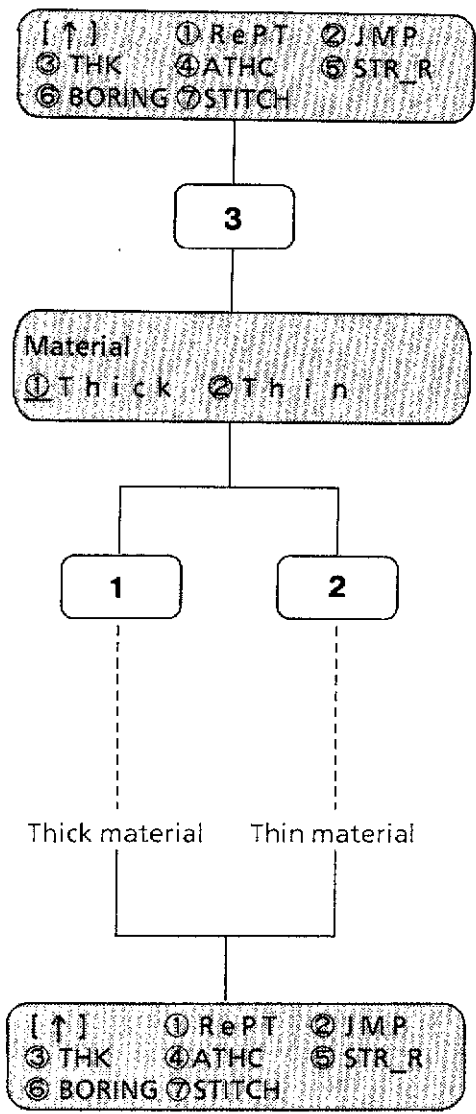 [↑] ①RePT ②JMP
③THK ④ATHC ⑤STR_R
⑥BORING ⑦STITCH
3
Material
①Thick ②Thin
1 2
Thick material Thin material
[↑] ①RePT ②JMP
③THK ④ATHC ⑤STR_R
⑥BORING ⑦STITCH